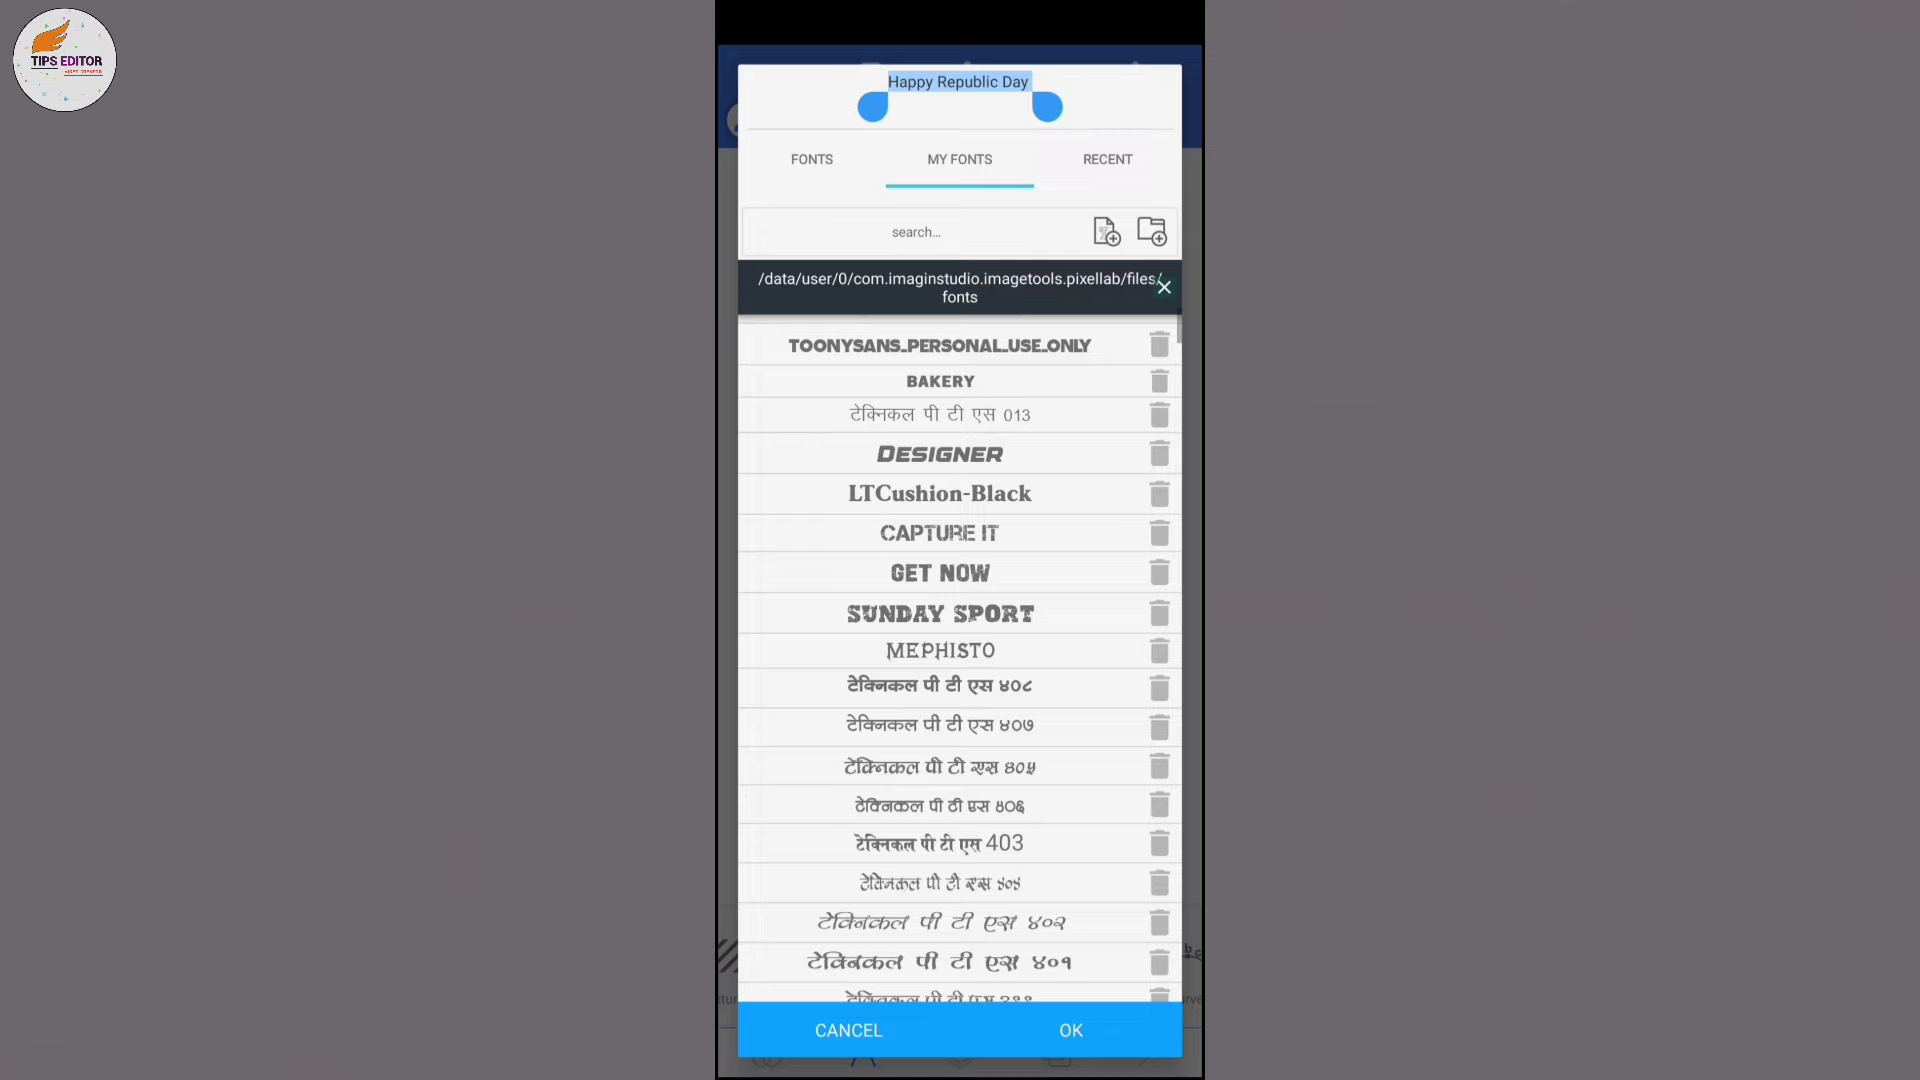 TIPS EDITOR
Happy Republic Day
FONTS
MY FONTS
RECENT
search...
/data/user/0/com.imaginstudio.imagetools.pixellab/files/
fonts
TOONYSANS_PERSONAL_USE_ONLY
BAKERY
टेक्निकल पी टी एस 013
DESIGNER
LTCushion-Black
CAPTURE IT
GET NOW
SUNDAY SPORT
MEPHISTO
टेक्निकल पी टी एस ४०८
टेक्निकल पी टी एस ४०७
टेक्निकल पी टी एस ४०५
टेक्निकल पी टी एस ४०६
टेक्निकल पी टी एस 403
टेक्निकल पी टी एस ४०४
टेक्निकल पी टी एस ४०२
टेक्निकल पी टी एस ४०१
टेक्निकल पी टी एस
CANCEL
OK